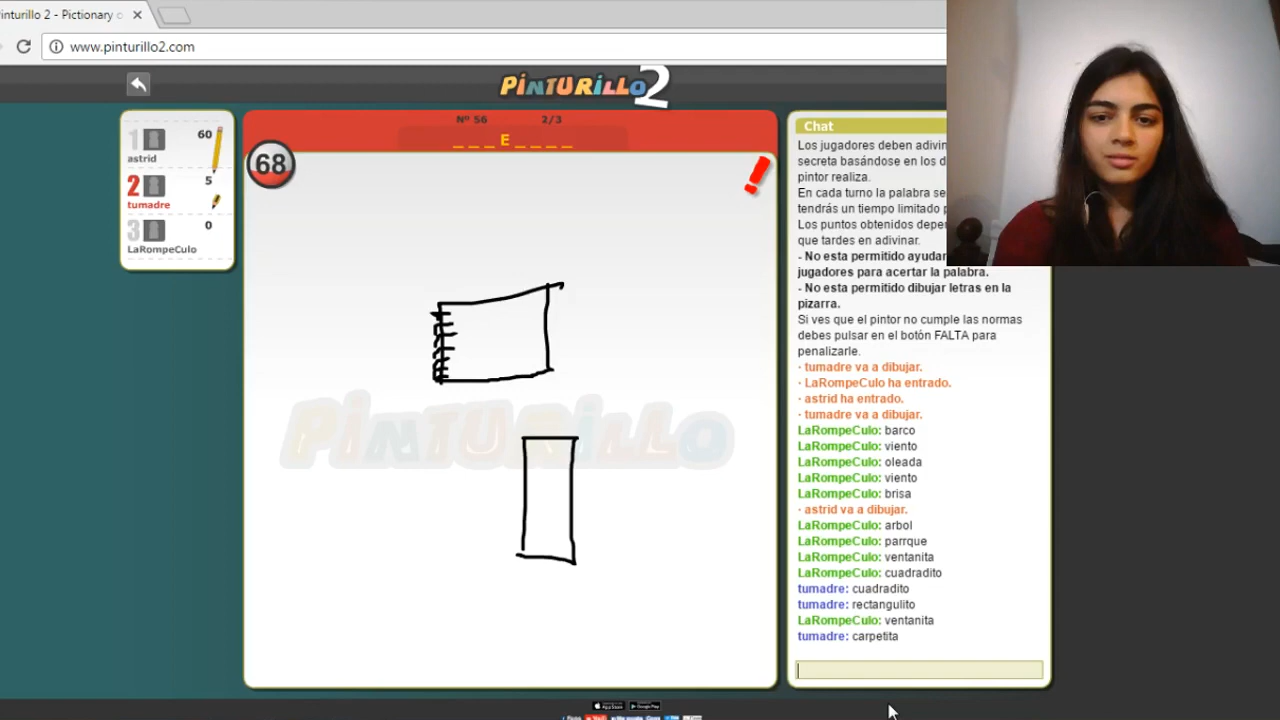 Pinturillo 2 - Pictionary
www.pinturillo2.com
PiNTURiLLO2
Nº 56 2/3
_ _ _ E _ _ _ _
68
1 60
astrid
2 5
tumadre
3 0
LaRompeCulo
PiNTURiLLO
Chat
Los jugadores deben adivin
secreta basándose en los d
pintor realiza.
En cada turno la palabra se
tendrás un tiempo limitado p
Los puntos obtenidos depe
que tardes en adivinar.
- No esta permitido ayudar
jugadores para acertar la palabra.
- No esta permitido dibujar letras en la
pizarra.
Si ves que el pintor no cumple las normas
debes pulsar en el botón FALTA para
penalizarle.
· tumadre va a dibujar.
· LaRompeCulo ha entrado.
· astrid ha entrado.
· tumadre va a dibujar.
LaRompeCulo: barco
LaRompeCulo: viento
LaRompeCulo: oleada
LaRompeCulo: viento
LaRompeCulo: brisa
· astrid va a dibujar.
LaRompeCulo: arbol
LaRompeCulo: parrque
LaRompeCulo: ventanita
LaRompeCulo: cuadradito
tumadre: cuadradito
tumadre: rectangulito
LaRompeCulo: ventanita
tumadre: carpetita